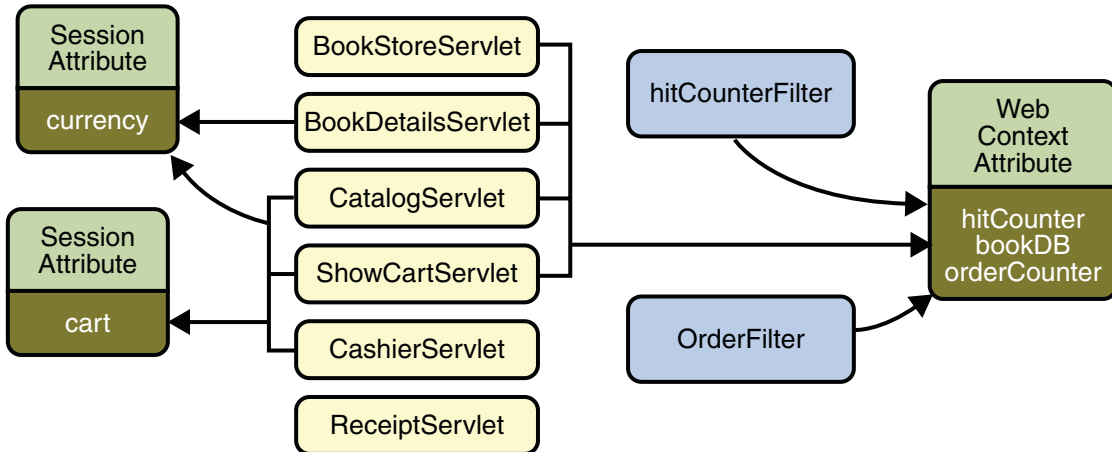 Session
Attribute
currency
Session
Attribute
cart
BookStoreServlet
BookDetailsServlet
CatalogServlet
ShowCartServlet
CashierServlet
ReceiptServlet
hitCounterFilter
OrderFilter
Web
Context
Attribute
hitCounter
bookDB
orderCounter